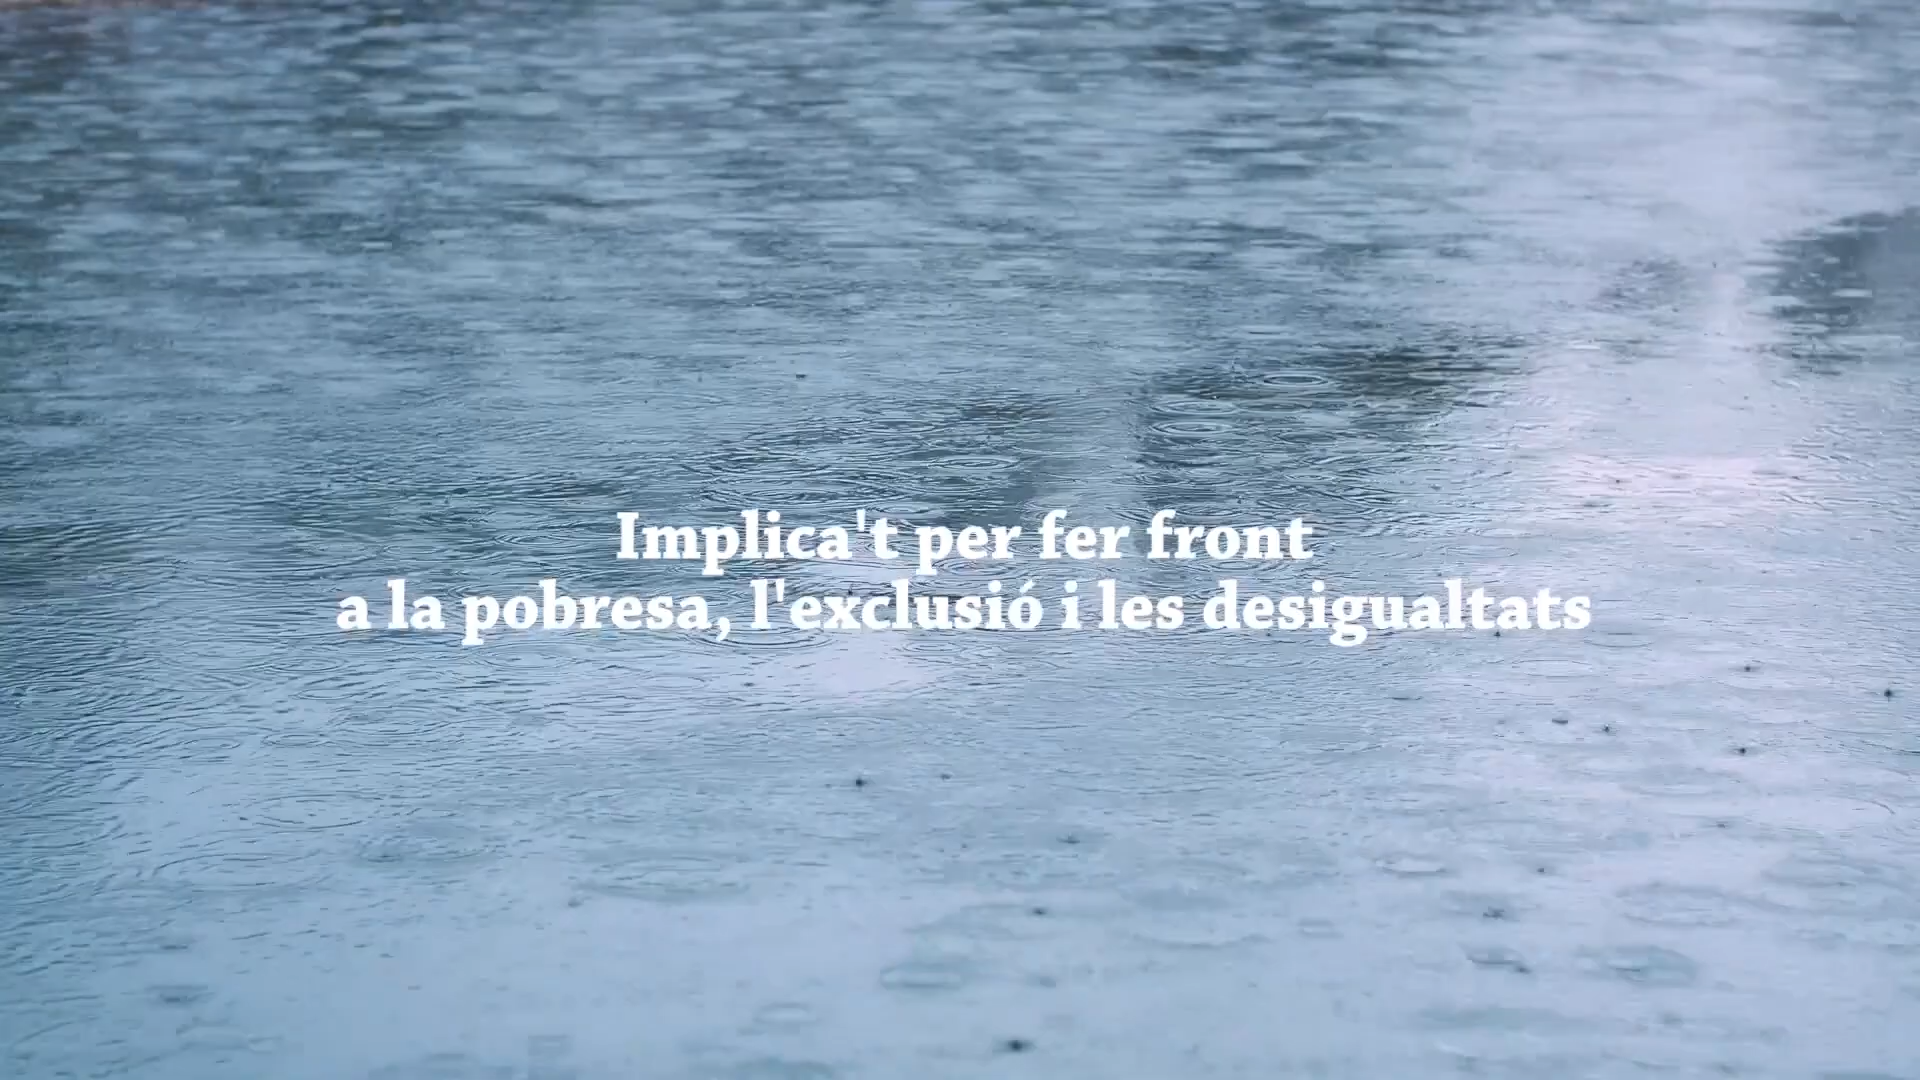 Implica't per fer front
a la pobresa, l'exclusió i les desigualtats